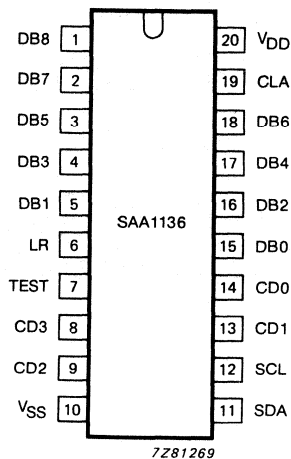 DB8 1 20 VDD
DB7 2 19 CLA
DB5 3 18 DB6
DB3 4 17 DB4
DB1 5 16 DB2
SAA1136
LR 6 15 DB0
TEST 7 14 CD0
CD3 8 13 CD1
CD2 9 12 SCL
VSS 10 11 SDA
7Z81269